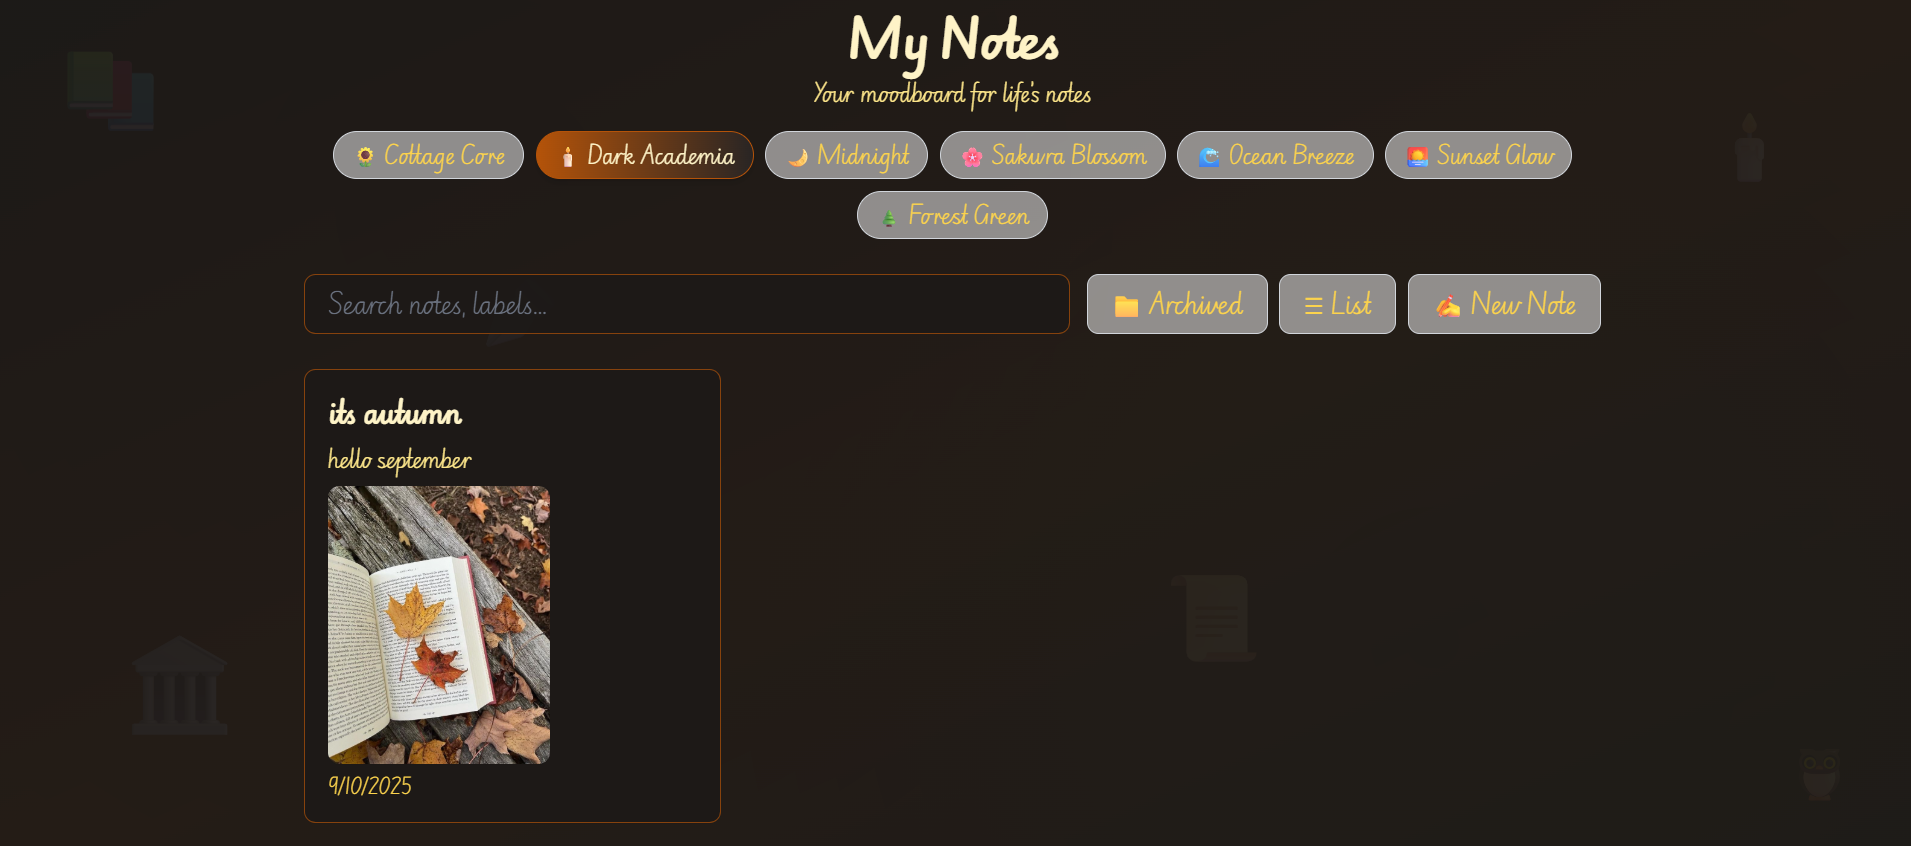 My Notes
Your moodboard for life's notes
Cottage Core
Dark Academia
Midnight
Sakura Blossom
Ocean Breeze
Sunset Glow
Forest Green
Search notes, labels...
Archived
List
New Note
its autumn
hello september
9/10/2025